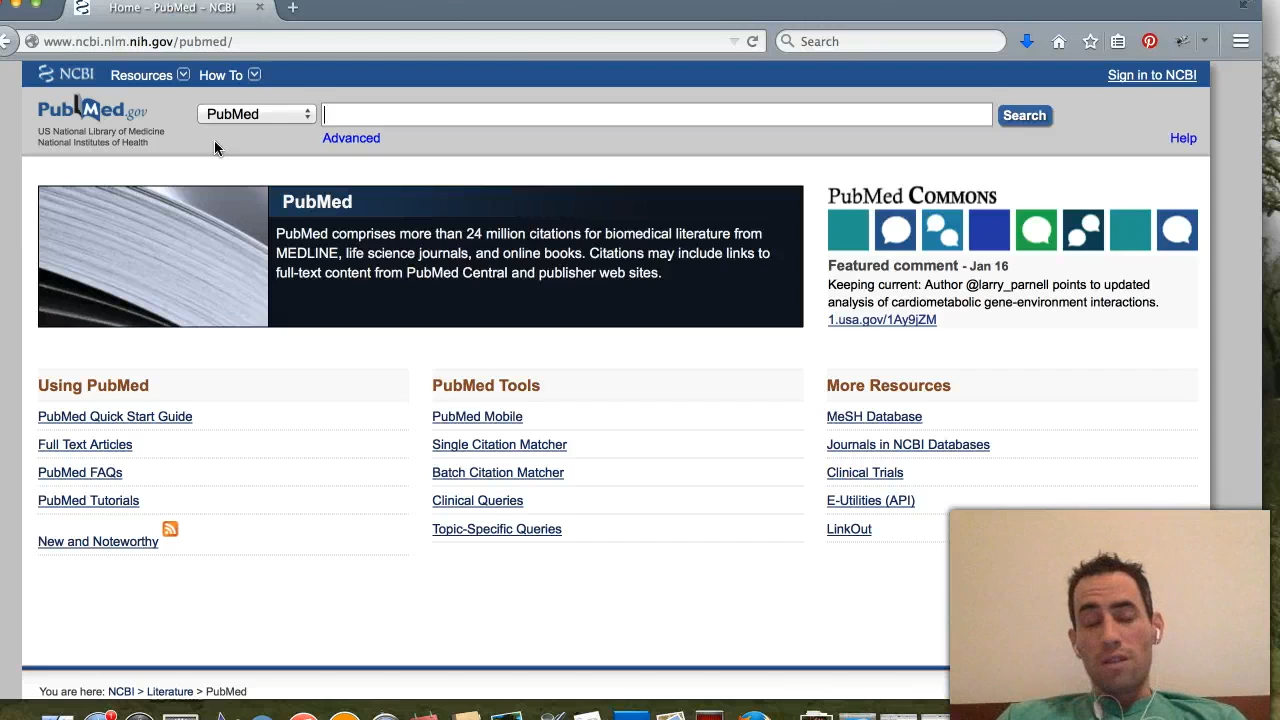 Home – PubMed – NCBI
www.ncbi.nlm.nih.gov/pubmed/
Search
NCBI Resources How To
Sign in to NCBI
PubMed.gov
US National Library of Medicine
National Institutes of Health
PubMed
Search
Advanced
Help
PubMed
PubMed comprises more than 24 million citations for biomedical literature from
MEDLINE, life science journals, and online books. Citations may include links to
full-text content from PubMed Central and publisher web sites.
PubMed Commons
Featured comment - Jan 16
Keeping current: Author @larry_parnell points to updated
analysis of cardiometabolic gene-environment interactions.
1.usa.gov/1Ay9jZM
Using PubMed
PubMed Quick Start Guide
Full Text Articles
PubMed FAQs
PubMed Tutorials
New and Noteworthy
PubMed Tools
PubMed Mobile
Single Citation Matcher
Batch Citation Matcher
Clinical Queries
Topic-Specific Queries
More Resources
MeSH Database
Journals in NCBI Databases
Clinical Trials
E-Utilities (API)
LinkOut
You are here: NCBI > Literature > PubMed